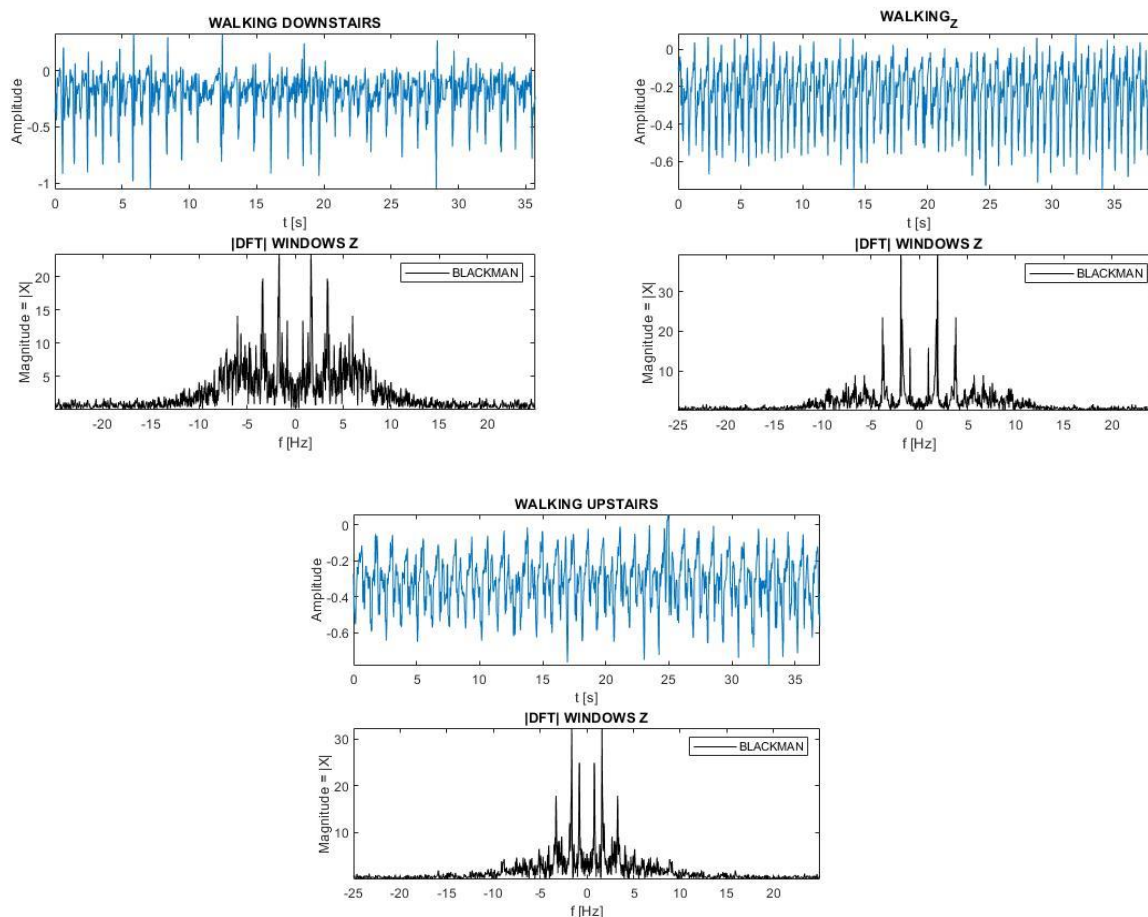 WALKING DOWNSTAIRS
Amplitude
0
-0.5
-1
0 5 10 15 20 25 30 35
t [s]
|DFT| WINDOWS Z
Magnitude = |X|
20
15
10
5
BLACKMAN
-20 -15 -10 -5 0 5 10 15 20
f [Hz]
WALKING_Z
Amplitude
0
-0.2
-0.4
-0.6
0 5 10 15 20 25 30 35
t [s]
|DFT| WINDOWS Z
Magnitude = |X|
30
20
10
BLACKMAN
-25 -20 -15 -10 -5 0 5 10 15 20
f [Hz]
WALKING UPSTAIRS
Amplitude
0
-0.2
-0.4
-0.6
0 5 10 15 20 25 30 35
t [s]
|DFT| WINDOWS Z
Magnitude = |X|
30
20
10
BLACKMAN
-25 -20 -15 -10 -5 0 5 10 15 20
f [Hz]